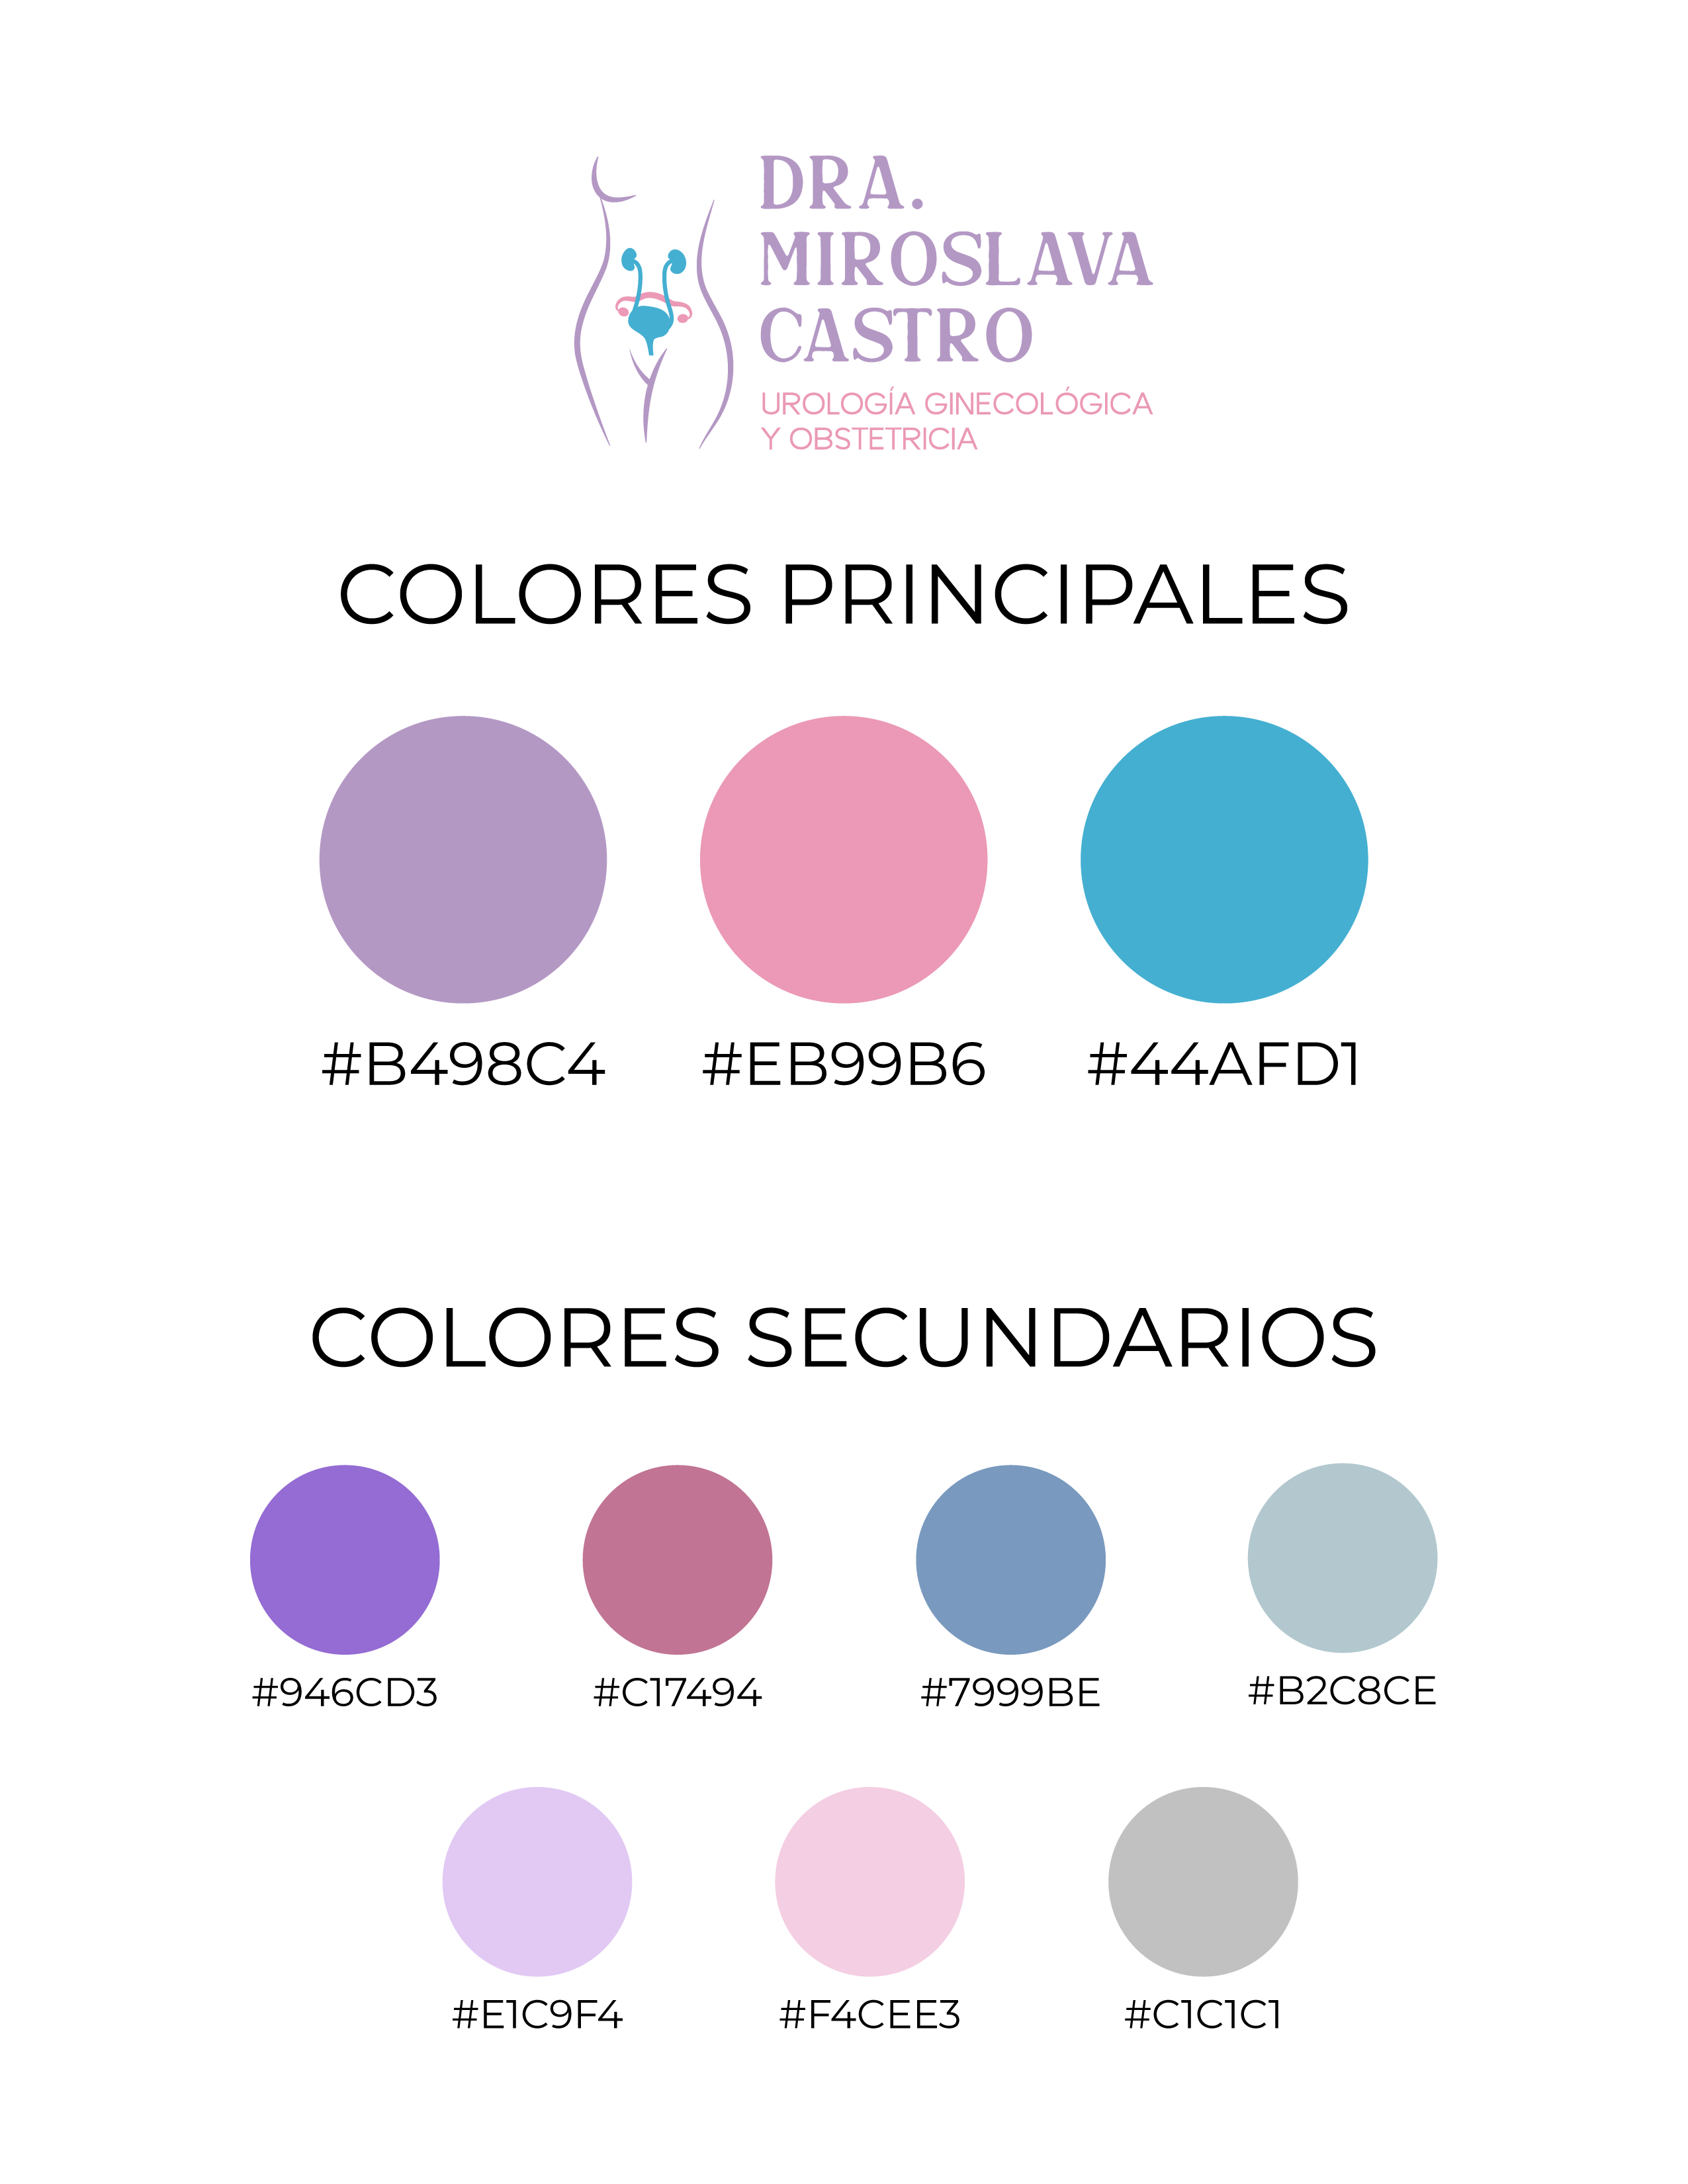 DRA.
MIROSLAVA
CASTRO
UROLOGÍA GINECOLÓGICA
Y OBSTETRICIA
COLORES PRINCIPALES
#B498C4 #EB99B6 #44AFD1
COLORES SECUNDARIOS
#946CD3 #C17494 #7999BE #B2C8CE
#E1C9F4 #F4CEE3 #C1C1C1